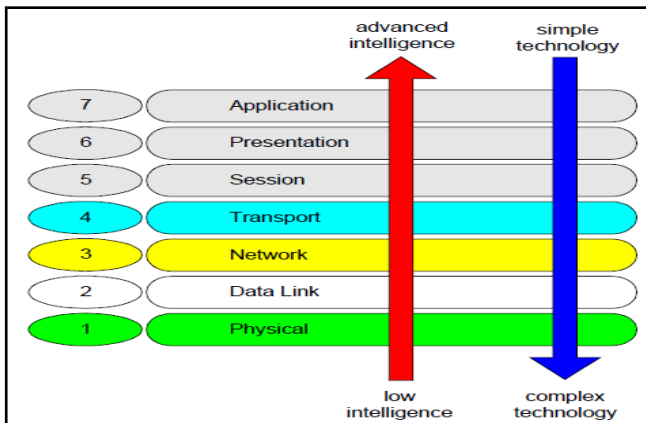 advanced
intelligence
simple
technology
7 Application
6 Presentation
5 Session
4 Transport
3 Network
2 Data Link
1 Physical
low
intelligence
complex
technology